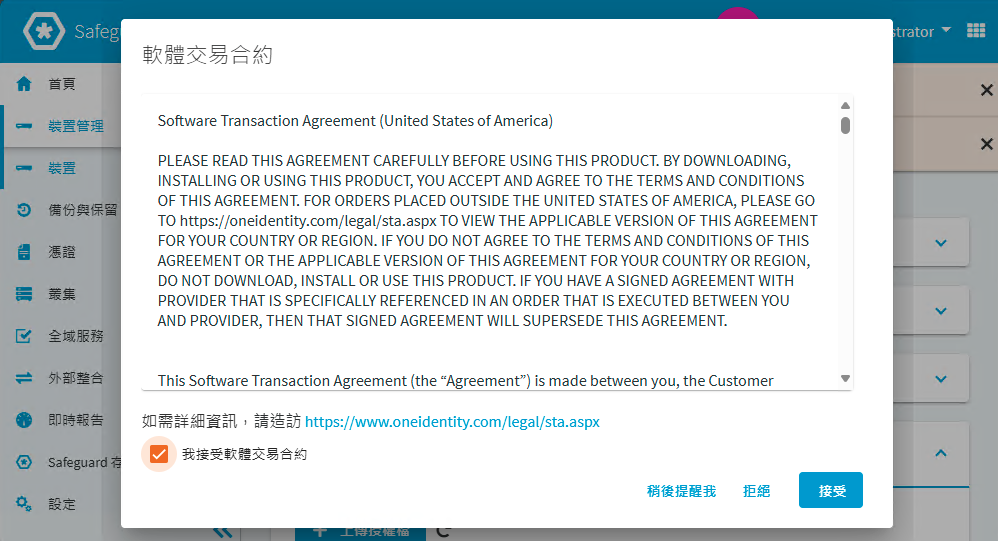 Safegu
strator
軟體交易合約
首頁
裝置管理
裝置
備份與保留
憑證
叢集
全域服務
外部整合
即時報告
Safeguard 存
設定
Software Transaction Agreement (United States of America)
PLEASE READ THIS AGREEMENT CAREFULLY BEFORE USING THIS PRODUCT. BY DOWNLOADING,
INSTALLING OR USING THIS PRODUCT, YOU ACCEPT AND AGREE TO THE TERMS AND CONDITIONS
OF THIS AGREEMENT. FOR ORDERS PLACED OUTSIDE THE UNITED STATES OF AMERICA, PLEASE GO
TO https://oneidentity.com/legal/sta.aspx TO VIEW THE APPLICABLE VERSION OF THIS AGREEMENT
FOR YOUR COUNTRY OR REGION. IF YOU DO NOT AGREE TO THE TERMS AND CONDITIONS OF THIS
AGREEMENT OR THE APPLICABLE VERSION OF THIS AGREEMENT FOR YOUR COUNTRY OR REGION,
DO NOT DOWNLOAD, INSTALL OR USE THIS PRODUCT. IF YOU HAVE A SIGNED AGREEMENT WITH
PROVIDER THAT IS SPECIFICALLY REFERENCED IN AN ORDER THAT IS EXECUTED BETWEEN YOU
AND PROVIDER, THEN THAT SIGNED AGREEMENT WILL SUPERSEDE THIS AGREEMENT.
This Software Transaction Agreement (the “Agreement”) is made between you, the Customer
如需詳細資訊，請造訪 https://www.oneidentity.com/legal/sta.aspx
我接受軟體交易合約
稍後提醒我
拒絕
接受
上傳授權檔